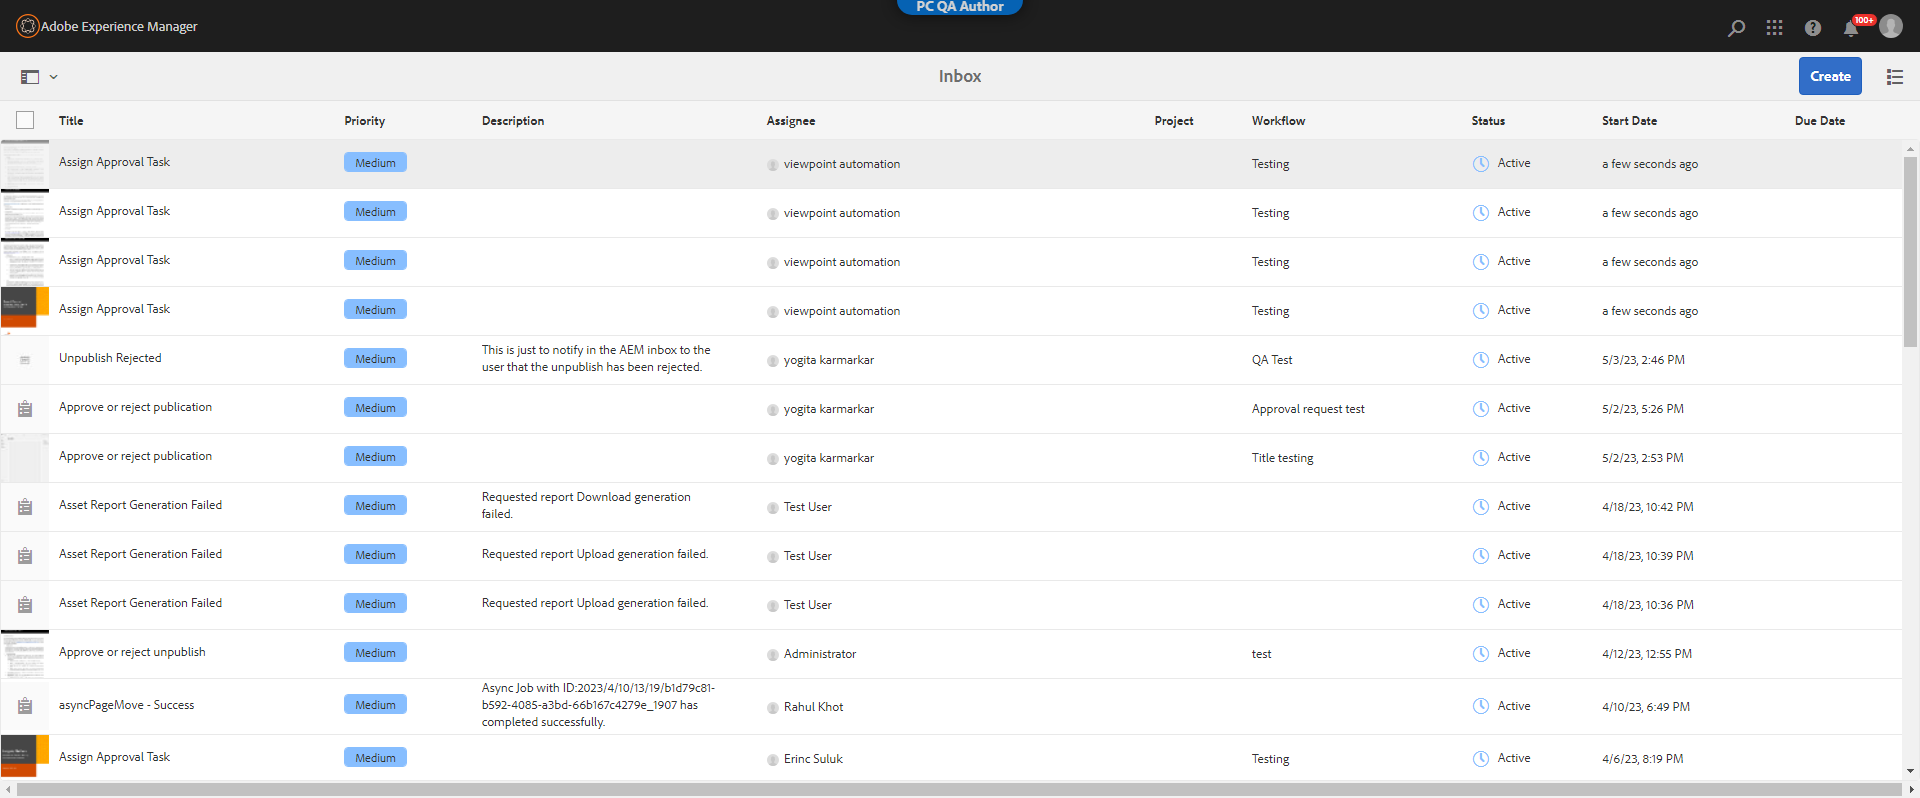 PC QA Author
Adobe Experience Manager
100+
Inbox
Create
Title Priority Description Assignee Project Workflow Status Start Date Due Date
Assign Approval Task Medium viewpoint automation Testing Active a few seconds ago
Assign Approval Task Medium viewpoint automation Testing Active a few seconds ago
Assign Approval Task Medium viewpoint automation Testing Active a few seconds ago
Assign Approval Task Medium viewpoint automation Testing Active a few seconds ago
Unpublish Rejected Medium This is just to notify in the AEM inbox to the
user that the unpublish has been rejected. yogita karmarkar QA Test Active 5/3/23, 2:46 PM
Approve or reject publication Medium yogita karmarkar Approval request test Active 5/2/23, 5:26 PM
Approve or reject publication Medium yogita karmarkar Title testing Active 5/2/23, 2:53 PM
Asset Report Generation Failed Medium Requested report Download generation
failed. Test User Active 4/18/23, 10:42 PM
Asset Report Generation Failed Medium Requested report Upload generation failed. Test User Active 4/18/23, 10:39 PM
Asset Report Generation Failed Medium Requested report Upload generation failed. Test User Active 4/18/23, 10:36 PM
Approve or reject unpublish Medium Administrator test Active 4/12/23, 12:55 PM
asyncPageMove - Success Medium Async Job with ID:2023/4/10/13/19/b1d79c81-
b592-4085-a3bd-66b167c4279e_1907 has
completed successfully. Rahul Khot Active 4/10/23, 6:49 PM
Assign Approval Task Medium Erinc Suluk Testing Active 4/6/23, 8:19 PM